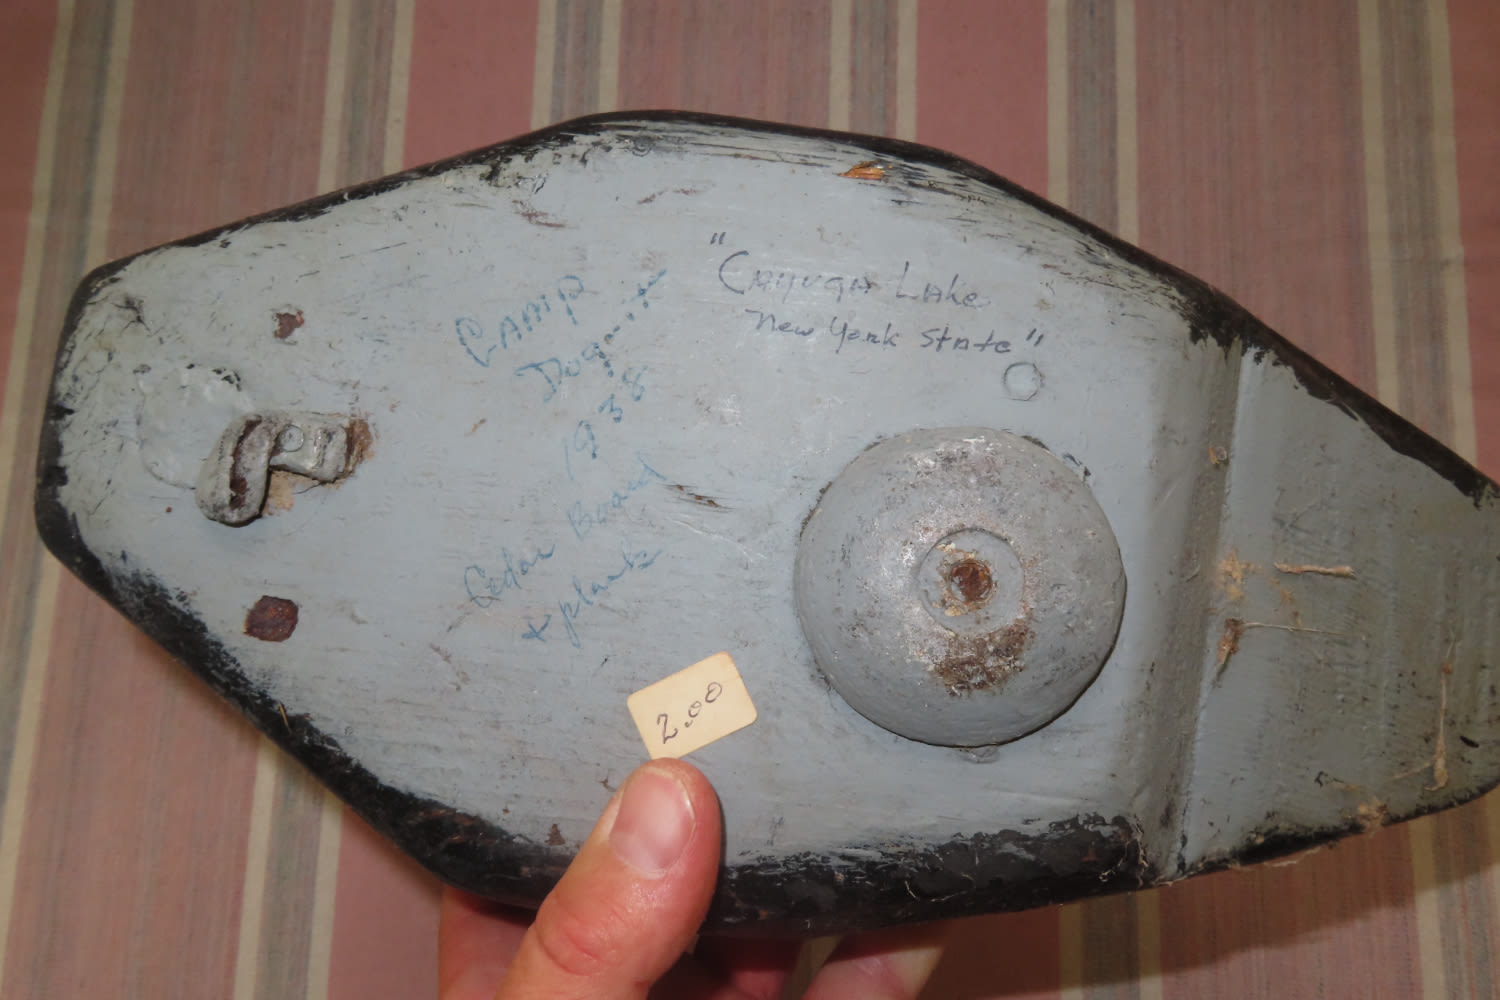 CAMP
1938
Cedar Board
+ plank
"CAYUGA LAke
New York State"
2.00